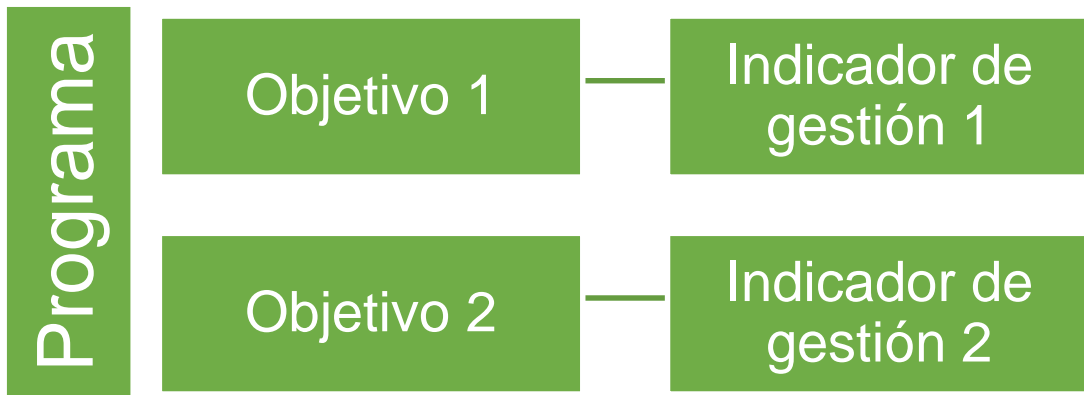 Programa
Objetivo 1
Indicador de
gestión 1
Objetivo 2
Indicador de
gestión 2